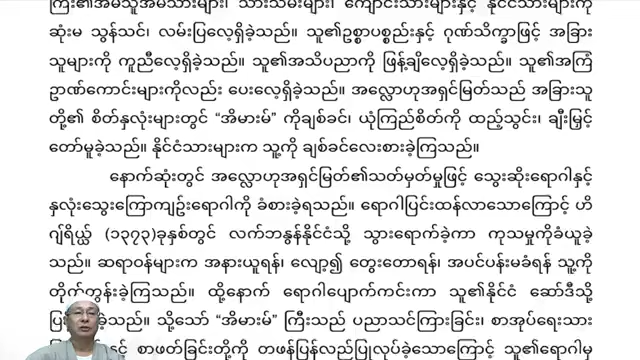 ကြီး၏အိမ်သူအိမ်သားများ၊ သားသမီးများ၊ ကျောင်းသားများနှင့် နိုင်ငံသားများကို
ဆုံးမ သွန်သင်၊ လမ်းပြလေ့ရှိခဲ့သည်။ သူ၏ဥစ္စာပစ္စည်းနှင့် ဂုဏ်သိက္ခာဖြင့် အခြား
သူများကို ကူညီလေ့ရှိခဲ့သည်။ သူ၏အသိပညာကို ဖြန့်ချိလေ့ရှိခဲ့သည်။ သူ၏အကြံ
ဥာဏ်ကောင်းများကိုလည်း ပေးလေ့ရှိခဲ့သည်။ အလ္လောဟုအရှင်မြတ်သည် အခြားသူ
တို့၏ စိတ်နှလုံးများတွင် “အိမာမ်” ကိုချစ်ခင်၊ ယုံကြည်စိတ်ကို ထည့်သွင်း၊ ချီးမြှင့်
တော်မူခဲ့သည်။ နိုင်ငံသားများက သူ့ကို ချစ်ခင်လေးစားခဲ့ကြသည်။
နောက်ဆုံးတွင် အလ္လောဟုအရှင်မြတ်၏သတ်မှတ်မှုဖြင့် သွေးဆိုးရောဂါနှင့်
နှလုံးသွေးကြောကျဉ်းရောဂါကို ခံစားခဲ့ရသည်။ ရောဂါပြင်းထန်လာသောကြောင့် ဟိ
ဂျ်ရိယ္ယ် (၁၃၇၃)ခုနှစ်တွင် လက်ဘနွန်နိုင်ငံသို့ သွားရောက်ခဲ့ကာ ကုသမှုကိုခံယူခဲ့
သည်။ ဆရာဝန်များက အနားယူရန်၊ လျော့၍ တွေးတောရန်၊ အပင်ပန်းမခံရန် သူ့ကို
တိုက်တွန်းခဲ့ကြသည်။ ထို့နောက် ရောဂါပျောက်ကင်းကာ သူ၏နိုင်ငံ ဆော်ဒီသို့
ခဲ့သည်။ သို့သော် “အိမာမ်” ကြီးသည် ပညာသင်ကြားခြင်း၊ စာအုပ်ရေးသား
စာဖတ်ခြင်းတို့ကို တဖန်ပြန်လည်ပြုလုပ်ခဲ့သောကြောင့် သူ၏ရောဂါမှ